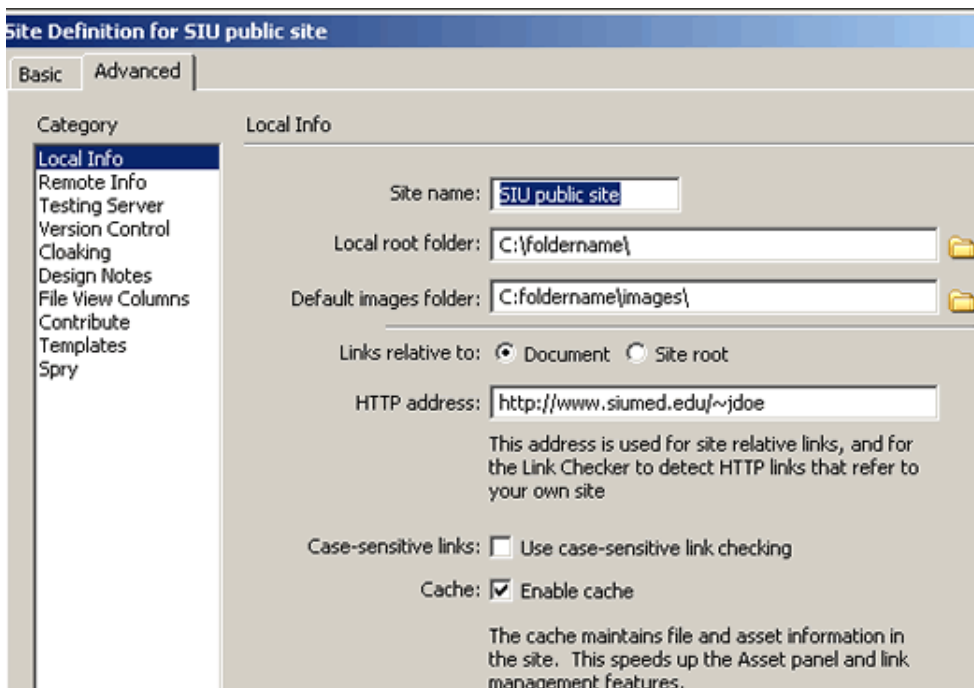 Site Definition for SIU public site
Basic
Advanced
Category
Local Info
Remote Info
Testing Server
Version Control
Cloaking
Design Notes
File View Columns
Contribute
Templates
Spry
Local Info
Site name: SIU public site
Local root folder: C:\foldername\
Default images folder: C:foldername\images\
Links relative to: Document Site root
HTTP address: http://www.siumed.edu/~jdoe
This address is used for site relative links, and for
the Link Checker to detect HTTP links that refer to
your own site
Case-sensitive links: Use case-sensitive link checking
Cache: Enable cache
The cache maintains file and asset information in
the site. This speeds up the Asset panel and link
management features.